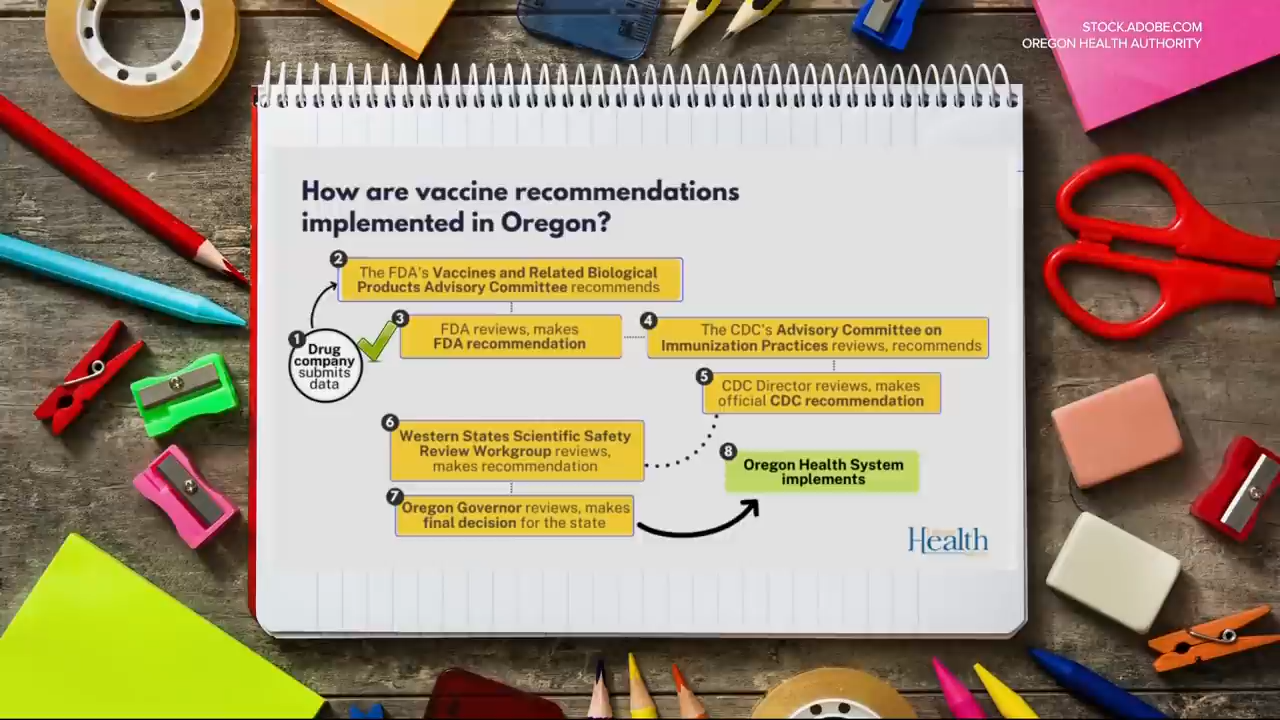 STOCK.ADOBE.COM
OREGON HEALTH AUTHORITY
How are vaccine recommendations
implemented in Oregon?
1
Drug
company
submits
data
2
The FDA's Vaccines and Related Biological
Products Advisory Committee recommends
3
FDA reviews, makes
FDA recommendation
4
The CDC's Advisory Committee on
Immunization Practices reviews, recommends
5
CDC Director reviews, makes
official CDC recommendation
6
Western States Scientific Safety
Review Workgroup reviews,
makes recommendation
7
Oregon Governor reviews, makes
final decision for the state
8
Oregon Health System
implements
Health